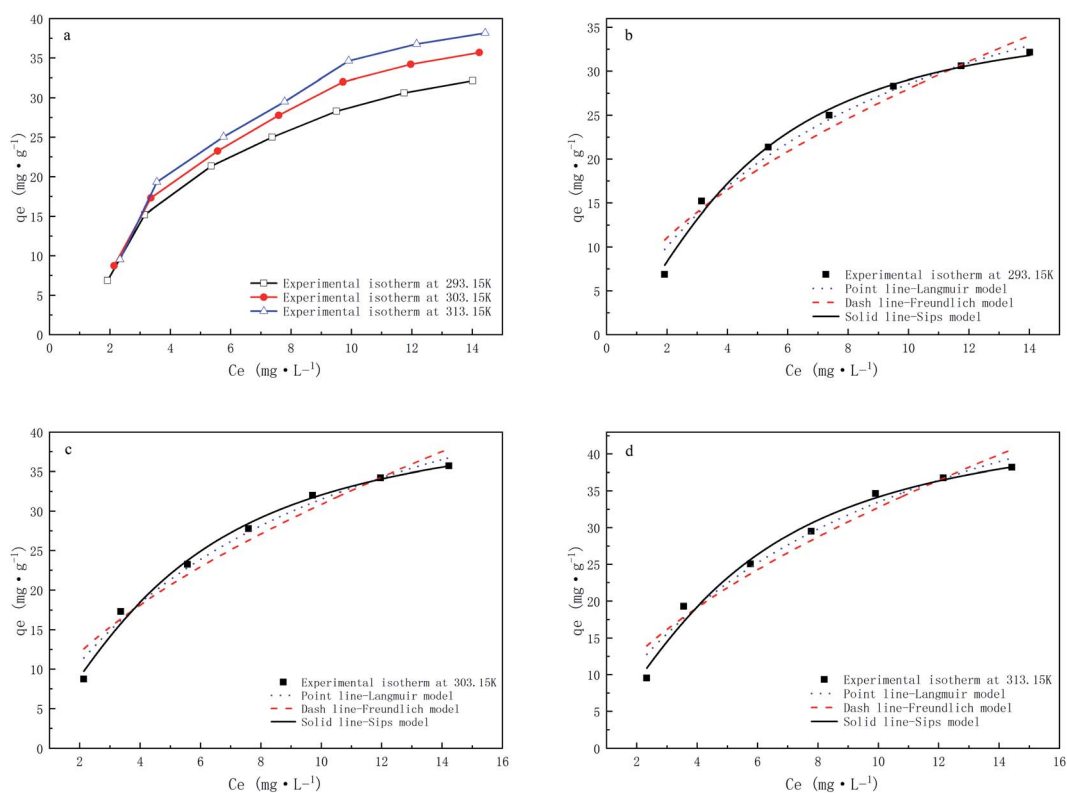 a
40
35
30
25
20
15
10
5
0
qe (mg·g⁻¹)
Experimental isotherm at 293.15K
Experimental isotherm at 303.15K
Experimental isotherm at 313.15K
0 2 4 6 8 10 12 14
Ce (mg·L⁻¹)
b
35
30
25
20
15
10
5
0
qe (mg·g⁻¹)
Experimental isotherm at 293.15K
Point line-Langmuir model
Dash line-Freundlich model
Solid line-Sips model
0 2 4 6 8 10 12 14
Ce (mg·L⁻¹)
c
40
35
30
25
20
15
10
5
0
qe (mg·g⁻¹)
Experimental isotherm at 303.15K
Point line-Langmuir model
Dash line-Freundlich model
Solid line-Sips model
0 2 4 6 8 10 12 14 16
Ce (mg·L⁻¹)
d
40
35
30
25
20
15
10
5
0
qe (mg·g⁻¹)
Experimental isotherm at 313.15K
Point line-Langmuir model
Dash line-Freundlich model
Solid line-Sips model
0 2 4 6 8 10 12 14 16
Ce (mg·L⁻¹)